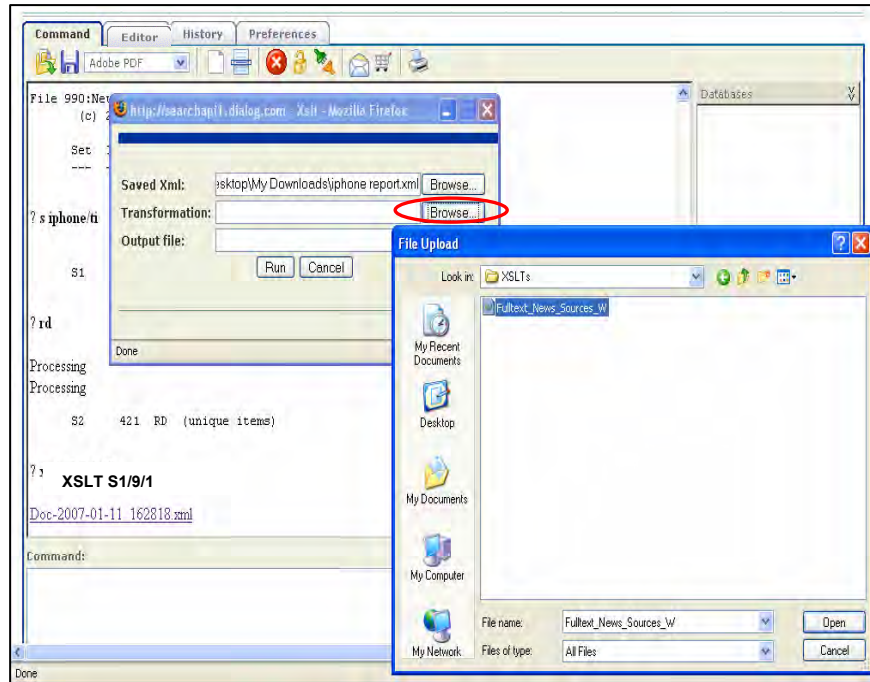 Command Editor History Preferences
Adobe PDF
File 990:New
(c) 2
Set
--- -
? s iphone/ti
S1
? rd
Processing
Processing
S2 421 RD (unique items)
?
XSLT S1/9/1
Doc-2007-01-11_162818.xml
Command:
Done
Databases
http://searchapi1.dialog.com - Xslt - Mozilla Firefox
Saved Xml: esktop\My Downloads\iphone report.xml Browse...
Transformation: Browse...
Output file:
Run Cancel
Done
File Upload
Look in: XSLTs
Fulltext_News_Sources_W
My Recent
Documents
Desktop
My Documents
My Computer
My Network
File name: Fulltext_News_Sources_W Open
Files of type: All Files Cancel